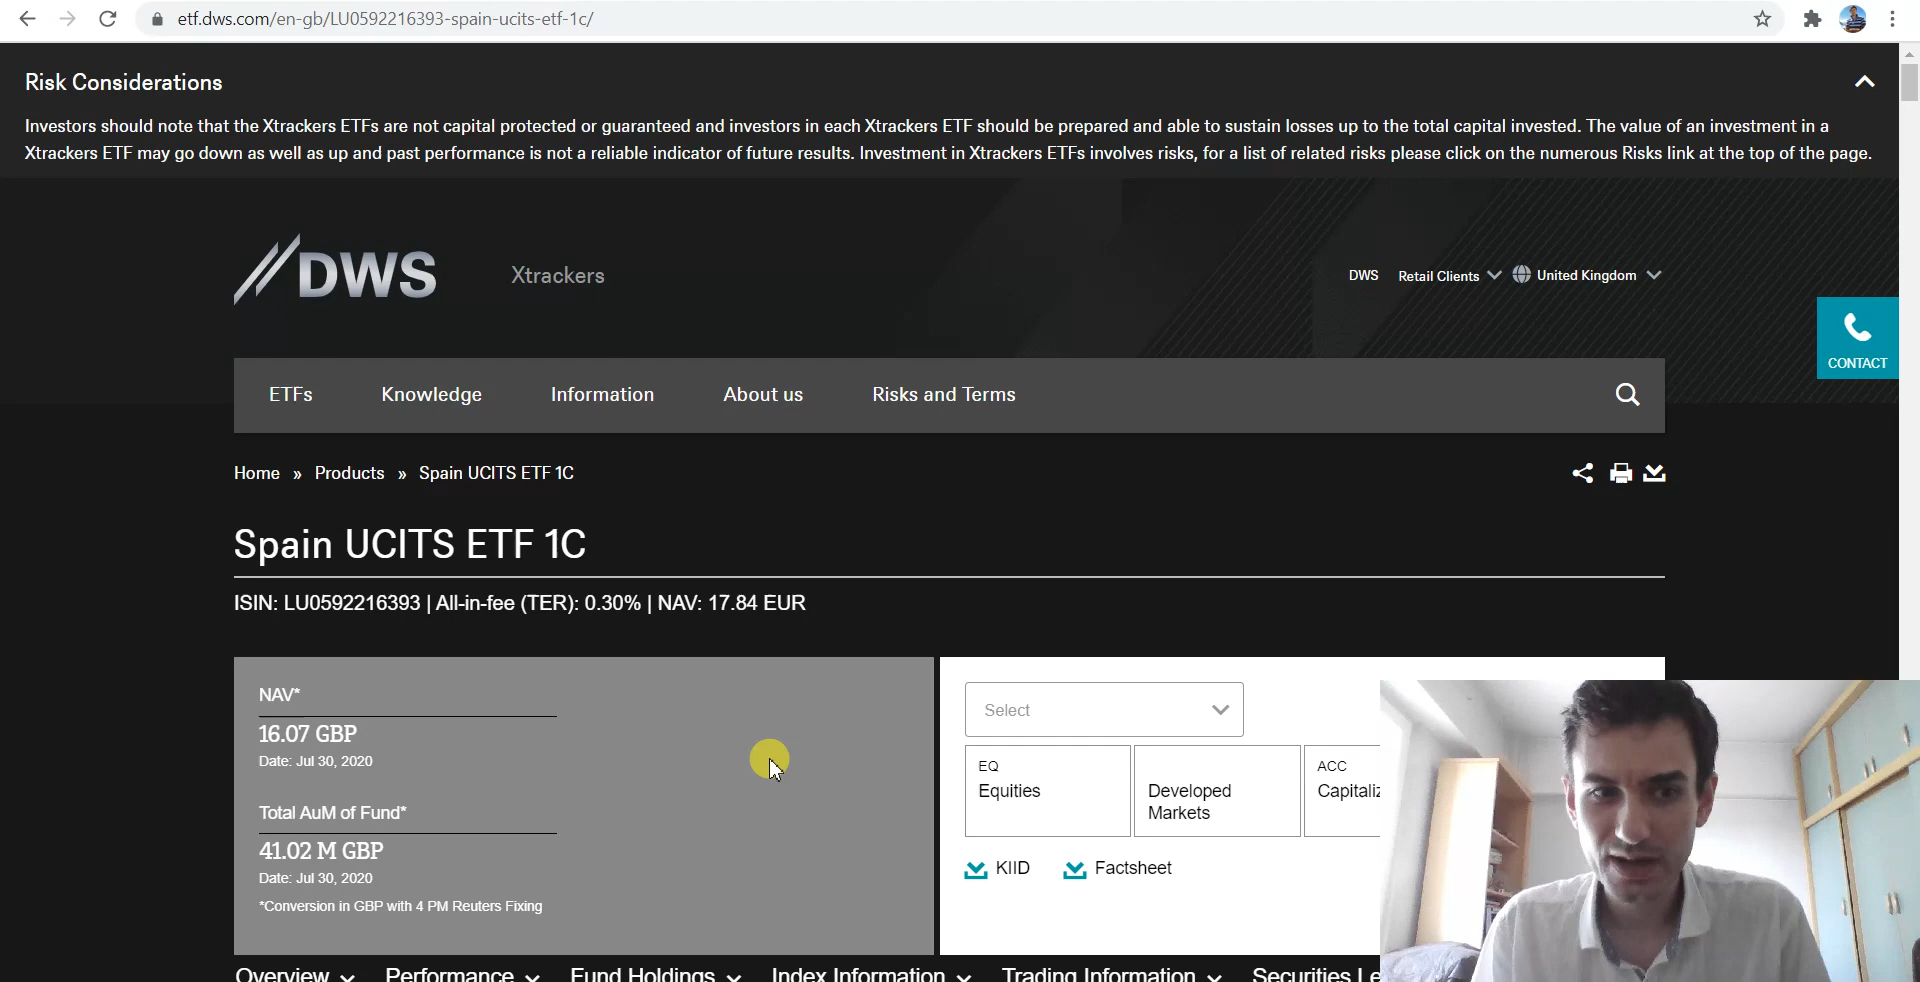 etf.dws.com/en-gb/LU0592216393-spain-ucits-etf-1c/
Risk Considerations
Investors should note that the Xtrackers ETFs are not capital protected or guaranteed and investors in each Xtrackers ETF should be prepared and able to sustain losses up to the total capital invested. The value of an investment in a
Xtrackers ETF may go down as well as up and past performance is not a reliable indicator of future results. Investment in Xtrackers ETFs involves risks, for a list of related risks please click on the numerous Risks link at the top of the page.
DWS Xtrackers DWS Retail Clients United Kingdom
CONTACT
ETFs Knowledge Information About us Risks and Terms
Home » Products » Spain UCITS ETF 1C
Spain UCITS ETF 1C
ISIN: LU0592216393 | All-in-fee (TER): 0.30% | NAV: 17.84 EUR
NAV*
16.07 GBP
Date: Jul 30, 2020
Total AuM of Fund*
41.02 M GBP
Date: Jul 30, 2020
*Conversion in GBP with 4 PM Reuters Fixing
Select
EQ
Equities
Developed
Markets
ACC
Capitaliz
KIID Factsheet
Overview Performance Fund Holdings Index Information Trading Information Securities Le